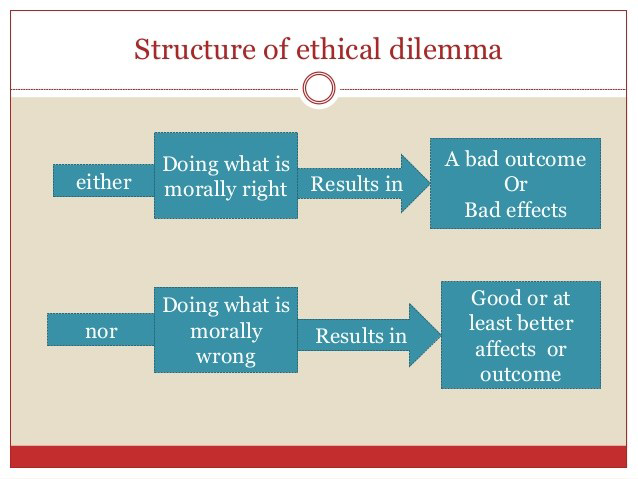 Structure of ethical dilemma
either
Doing what is
morally right
Results in
A bad outcome
Or
Bad effects
nor
Doing what is
morally
wrong
Results in
Good or at
least better
affects or
outcome